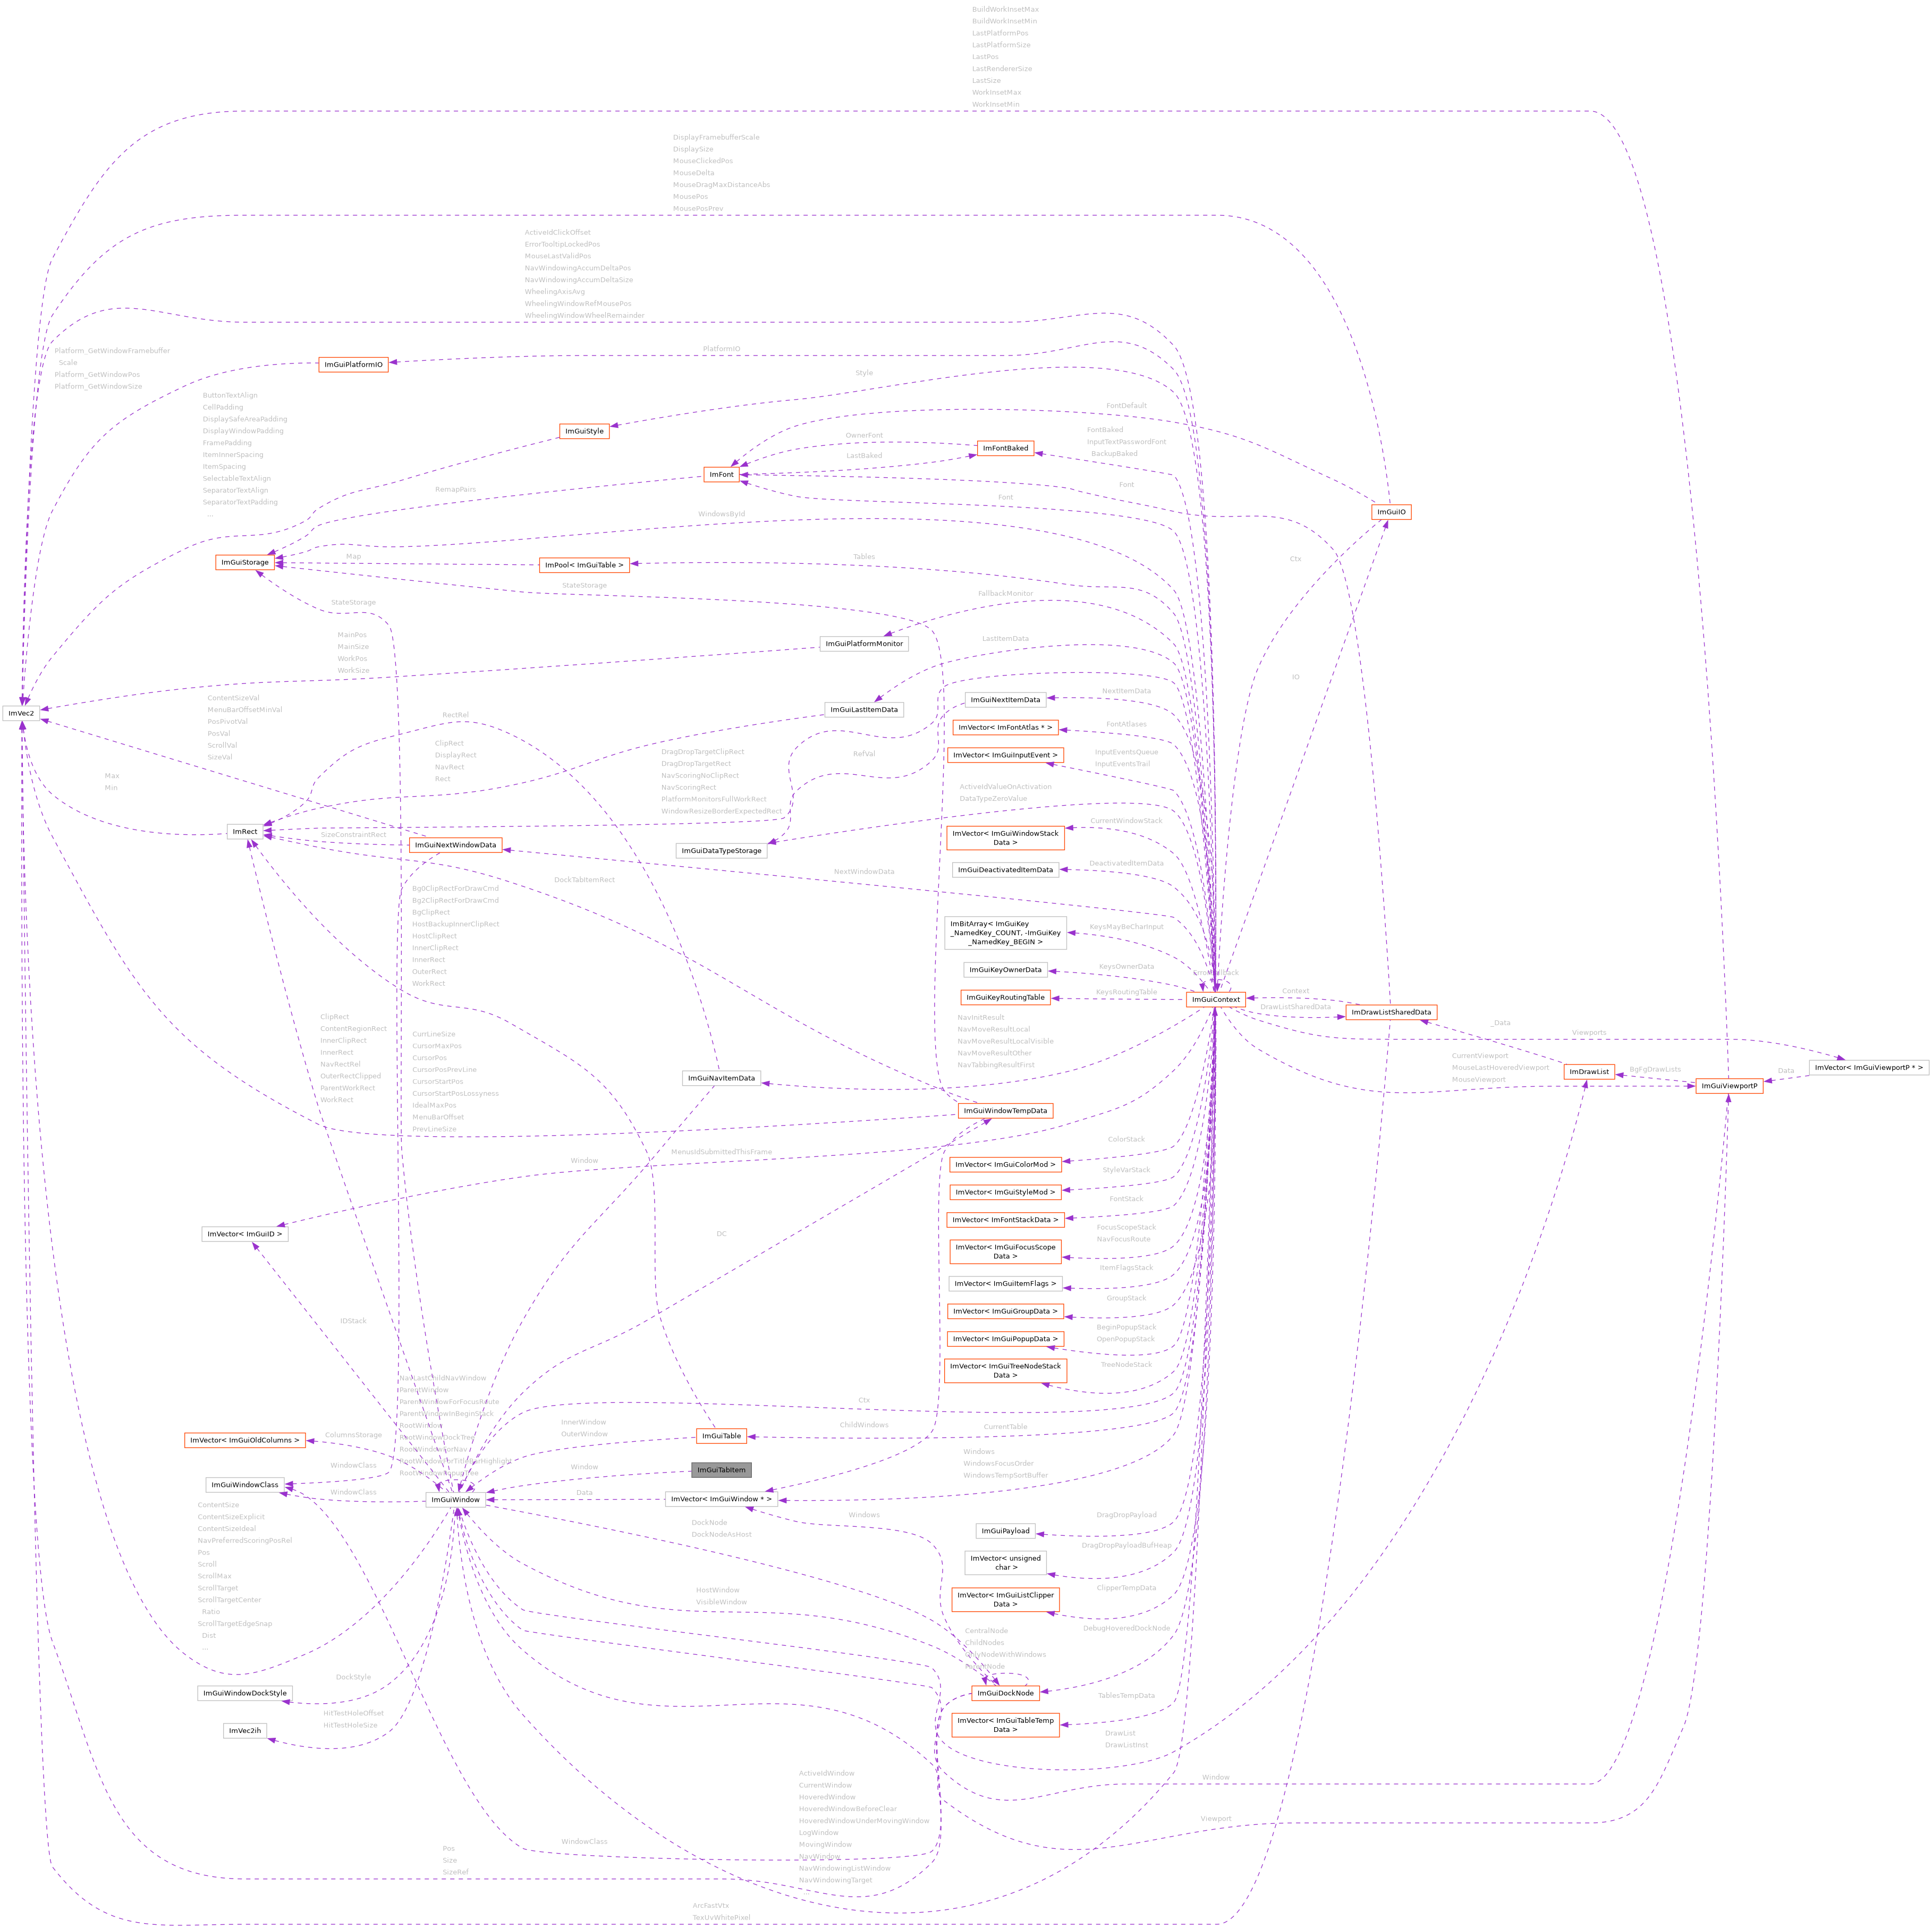 BuildWorkInsetMax
BuildWorkInsetMin
LastPlatformPos
LastPlatformSize
LastPos
LastRendererSize
LastSize
WorkInsetMax
WorkInsetMin
DisplayFramebufferScale
DisplaySize
MouseClickedPos
MouseDelta
MouseDragMaxDistanceAbs
MousePos
MousePosPrev
ActiveIdClickOffset
ErrorTooltipLockedPos
MouseLastValidPos
NavWindowingAccumDeltaPos
NavWindowingAccumDeltaSize
WheelingAxisAvg
WheelingWindowRefMousePos
WheelingWindowWheelRemainder
Platform_GetWindowFramebuffer
Scale
Platform_GetWindowPos
Platform_GetWindowSize
ImGuiPlatformIO
PlatformIO
Style
ButtonTextAlign
CellPadding
DisplaySafeAreaPadding
DisplayWindowPadding
FramePadding
ItemInnerSpacing
ItemSpacing
SelectableTextAlign
SeparatorTextAlign
SeparatorTextPadding
...
ImGuiStyle
FontDefault
OwnerFont
ImFontBaked
FontBaked
InputTextPasswordFont
BackupBaked
LastBaked
ImFont
Font
RemapPairs
Font
WindowsById
ImGuiIO
ImGuiStorage
Map
ImPool< ImGuiTable >
Tables
Ctx
StateStorage
FallbackMonitor
StateStorage
MainPos
MainSize
WorkPos
WorkSize
ImGuiPlatformMonitor
LastItemData
IO
ImVec2
ContentSizeVal
MenuBarOffsetMinVal
PosPivotVal
PosVal
ScrollVal
SizeVal
RectRel
ImGuiLastItemData
ImGuiNextItemData
NextItemData
ImVector< ImFontAtlas * >
FontAtlases
ClipRect
DisplayRect
NavRect
Rect
DragDropTargetClipRect
DragDropTargetRect
NavScoringNoClipRect
NavScoringRect
PlatformMonitorsFullWorkRect
WindowResizeBorderExpectedRect
RefVal
ImVector< ImGuiInputEvent >
InputEventsQueue
InputEventsTrail
Max
Min
ActiveIdValueOnActivation
DataTypeZeroValue
ImRect
SizeConstraintRect
ImGuiNextWindowData
ImGuiDataTypeStorage
ImVector< ImGuiWindowStack
Data >
CurrentWindowStack
NextWindowData
ImGuiDeactivatedItemData
DeactivatedItemData
DockTabItemRect
Bg0ClipRectForDrawCmd
Bg2ClipRectForDrawCmd
BgClipRect
HostBackupInnerClipRect
HostClipRect
InnerClipRect
InnerRect
OuterRect
WorkRect
ImBitArray< ImGuiKey
_NamedKey_COUNT, -ImGuiKey
_NamedKey_BEGIN >
KeysMayBeCharInput
ImGuiKeyOwnerData
KeysOwnerData
ImGuiKeyRoutingTable
KeysRoutingTable
ImGuiContext
Context
DrawListSharedData
ImDrawListSharedData
ClipRect
ContentRegionRect
InnerClipRect
InnerRect
NavRectRel
OuterRectClipped
ParentWorkRect
WorkRect
CurrLineSize
CursorMaxPos
CursorPos
CursorPosPrevLine
CursorStartPos
CursorStartPosLossyness
IdealMaxPos
MenuBarOffset
PrevLineSize
NavInitResult
NavMoveResultLocal
NavMoveResultLocalVisible
NavMoveResultOther
NavTabbingResultFirst
_Data
Viewports
CurrentViewport
MouseLastHoveredViewport
MouseViewport
ImDrawList
BgFgDrawLists
ImGuiViewportP
Data
ImVector< ImGuiViewportP * >
ImGuiNavItemData
ImGuiWindowTempData
Window
MenusIdSubmittedThisFrame
ImVector< ImGuiColorMod >
ColorStack
ImVector< ImGuiStyleMod >
StyleVarStack
ImVector< ImFontStackData >
FontStack
ImVector< ImGuiID >
DC
ImVector< ImGuiFocusScope
Data >
FocusScopeStack
NavFocusRoute
ImVector< ImGuiItemFlags >
ItemFlagsStack
ImVector< ImGuiGroupData >
GroupStack
IDStack
ImVector< ImGuiPopupData >
BeginPopupStack
OpenPopupStack
ImVector< ImGuiTreeNodeStack
Data >
TreeNodeStack
NavLastChildNavWindow
ParentWindow
ParentWindowForFocusRoute
ParentWindowInBeginStack
RootWindow
RootWindowDockTree
RootWindowForNav
RootWindowForTitleBarHighlight
RootWindowPopupTree
Ctx
ImVector< ImGuiOldColumns >
ColumnsStorage
InnerWindow
OuterWindow
ImGuiTable
ChildWindows
CurrentTable
WindowClass
Window
ImGuiTabItem
Windows
WindowsFocusOrder
WindowsTempSortBuffer
ImGuiWindowClass
WindowClass
ImGuiWindow
Data
ImVector< ImGuiWindow * >
ContentSize
ContentSizeExplicit
ContentSizeIdeal
NavPreferredScoringPosRel
Pos
Scroll
ScrollMax
ScrollTarget
ScrollTargetCenter
Ratio
ScrollTargetEdgeSnap
Dist
...
DockNode
DockNodeAsHost
Windows
ImGuiPayload
DragDropPayload
ImVector< unsigned
char >
DragDropPayloadBufHeap
HostWindow
VisibleWindow
ImVector< ImGuiListClipper
Data >
ClipperTempData
CentralNode
ChildNodes
OnlyNodeWithWindows
DebugHoveredDockNode
DockStyle
ImGuiWindowDockStyle
ImGuiDockNode
HitTestHoleOffset
HitTestHoleSize
ImVec2ih
ImVector< ImGuiTableTemp
Data >
TablesTempData
DrawList
DrawListInst
Window
ActiveIdWindow
CurrentWindow
HoveredWindow
HoveredWindowBeforeClear
HoveredWindowUnderMovingWindow
LogWindow
MovingWindow
NavWindow
NavWindowingListWindow
NavWindowingTarget
Viewport
WindowClass
Pos
Size
SizeRef
ArcFastVtx
TexUvWhitePixel